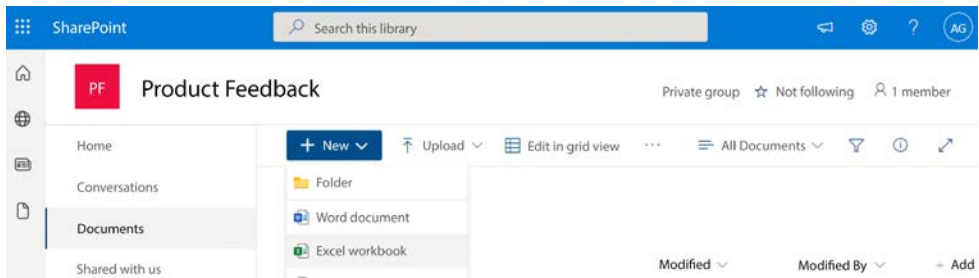 SharePoint
Search this library
AG
PF
Product Feedback
Private group
Not following
1 member
Home
Conversations
Documents
Shared with us
+ New
Upload
Edit in grid view
...
All Documents
Folder
Word document
Excel workbook
Modified
Modified By
+ Add